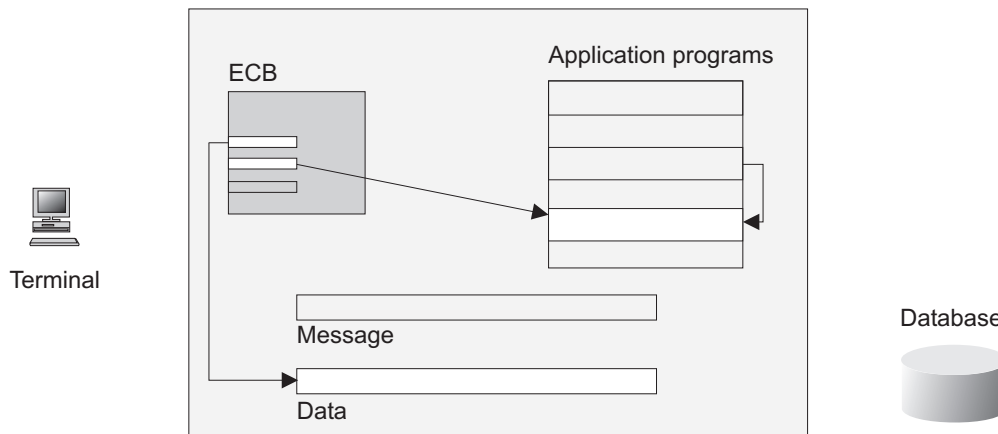 ECB
Application programs
Terminal
Message
Database
Data